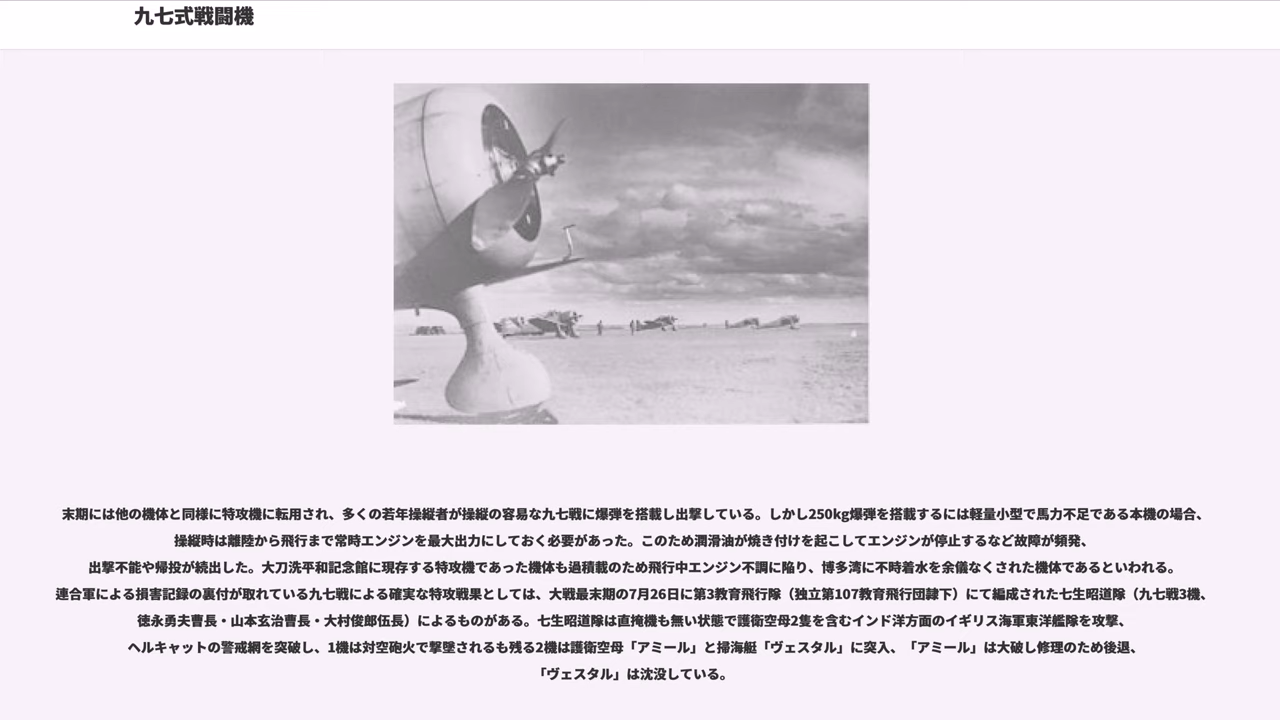 九七式戦闘機
末期には他の機体と同様に特攻機に転用され、多くの若年操縦者が操縦の容易な九七戦に爆弾を搭載し出撃している。しかし250kg爆弾を搭載するには軽量小型で馬力不足である本機の場合、
操縦時は離陸から飛行まで常時エンジンを最大出力にしておく必要があった。このため潤滑油が焼き付けを起こしてエンジンが停止するなど故障が頻発、
出撃不能や帰投が続出した。大刀洗平和記念館に現存する特攻機であった機体も過積載のため飛行中エンジン不調に陥り、博多湾に不時着水を余儀なくされた機体であるといわれる。
連合軍による損害記録の裏付が取れている九七戦による確実な特攻戦果としては、大戦最末期の7月26日に第3教育飛行隊（独立第107教育飛行団隷下）にて編成された七生昭道隊（九七戦3機、
徳永勇夫曹長・山本玄治曹長・大村俊郎伍長）によるものがある。七生昭道隊は直掩機も無い状態で護衛空母2隻を含むインド洋方面のイギリス海軍東洋艦隊を攻撃、
ヘルキャットの警戒網を突破し、1機は対空砲火で撃墜されるも残る2機は護衛空母「アミール」と掃海艇「ヴェスタル」に突入、「アミール」は大破し修理のため後退、
「ヴェスタル」は沈没している。